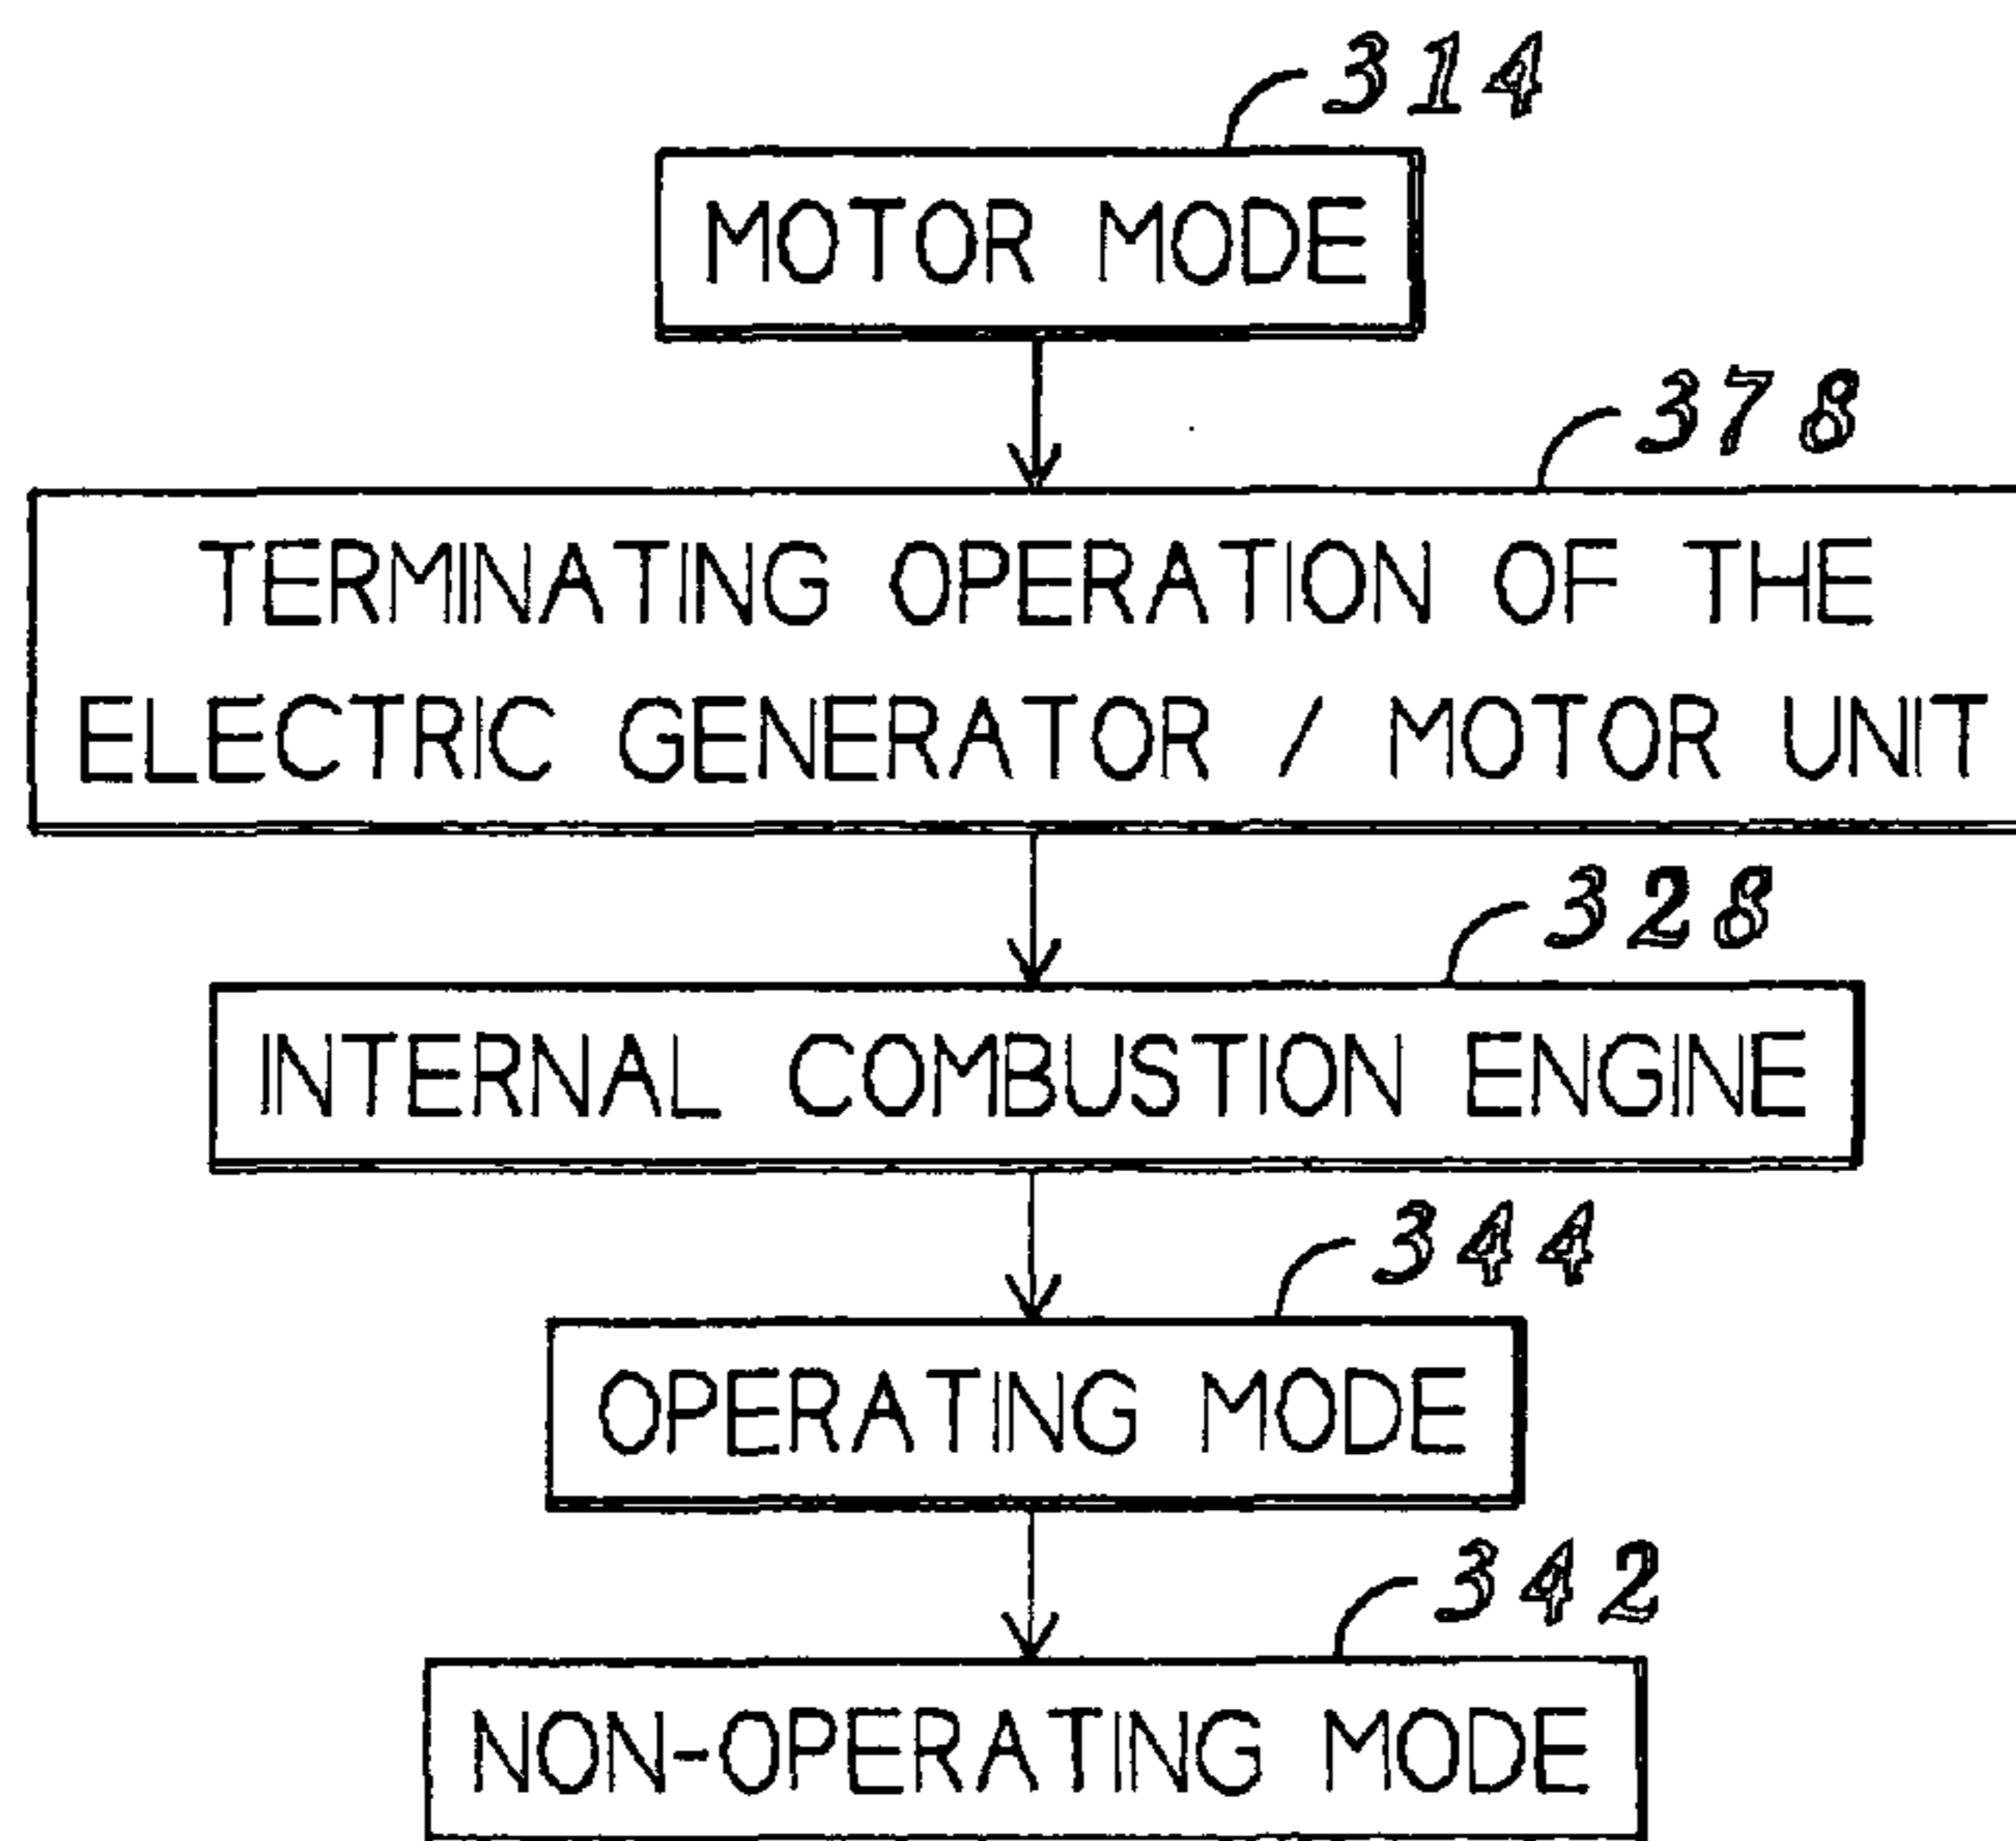 314
MOTOR MODE
378
TERMINATING OPERATION OF THE
ELECTRIC GENERATOR / MOTOR UNIT
328
INTERNAL COMBUSTION ENGINE
344
OPERATING MODE
342
NON-OPERATING MODE